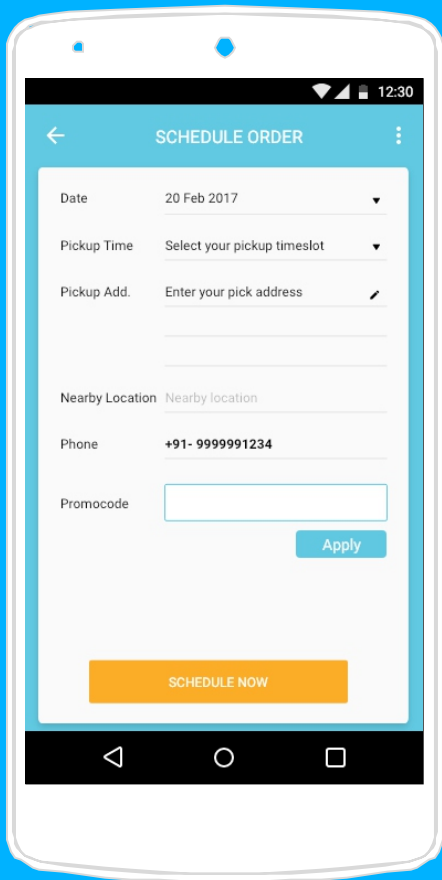 12:30
SCHEDULE ORDER
Date 20 Feb 2017
Pickup Time Select your pickup timeslot
Pickup Add. Enter your pick address
Nearby Location Nearby location
Phone +91- 9999991234
Promocode
Apply
SCHEDULE NOW